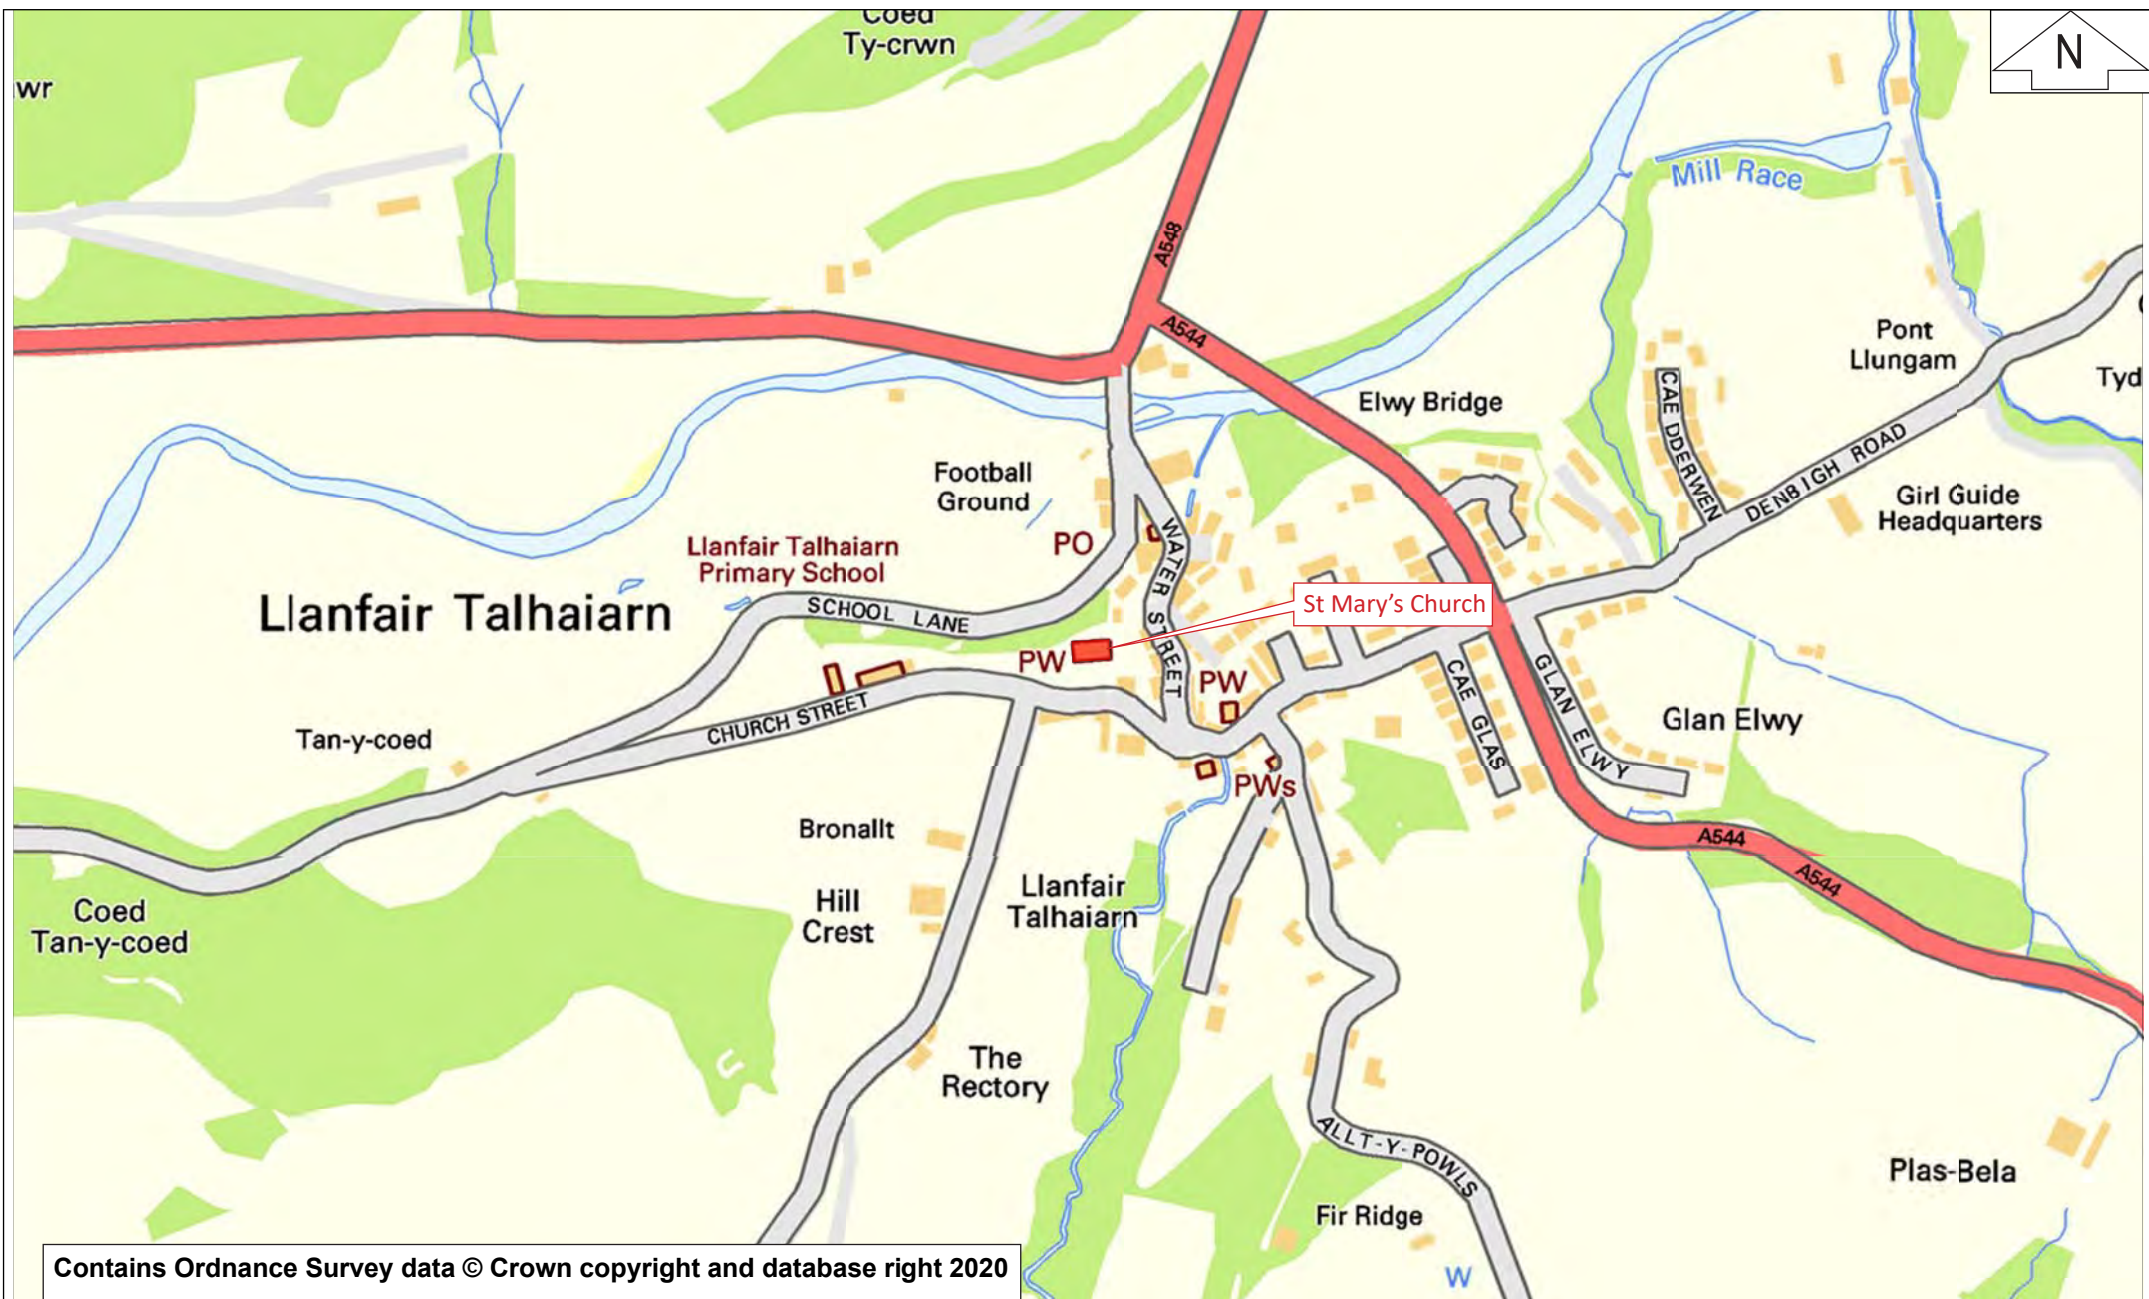 Coed
Ty-crwn
N
wr
Mill Race
A548
A544
Pont
Llungam
Tyd
Elwy Bridge
CAE DDERWEN
DENBIGH ROAD
Football
Ground
Girl Guide
Headquarters
PO
WATER STREET
Llanfair Talhaiarn
Primary School
Llanfair Talhaiarn
SCHOOL LANE
St Mary's Church
PW
PW
CHURCH STREET
CAE GLAS
GLAN ELWY
Glan Elwy
Tan-y-coed
PWs
Bronallt
A544
A544
Hill
Crest
Llanfair
Talhaiarn
Coed
Tan-y-coed
The
Rectory
ALLT-Y-POWLS
Plas-Bela
Fir Ridge
W
Contains Ordnance Survey data © Crown copyright and database right 2020